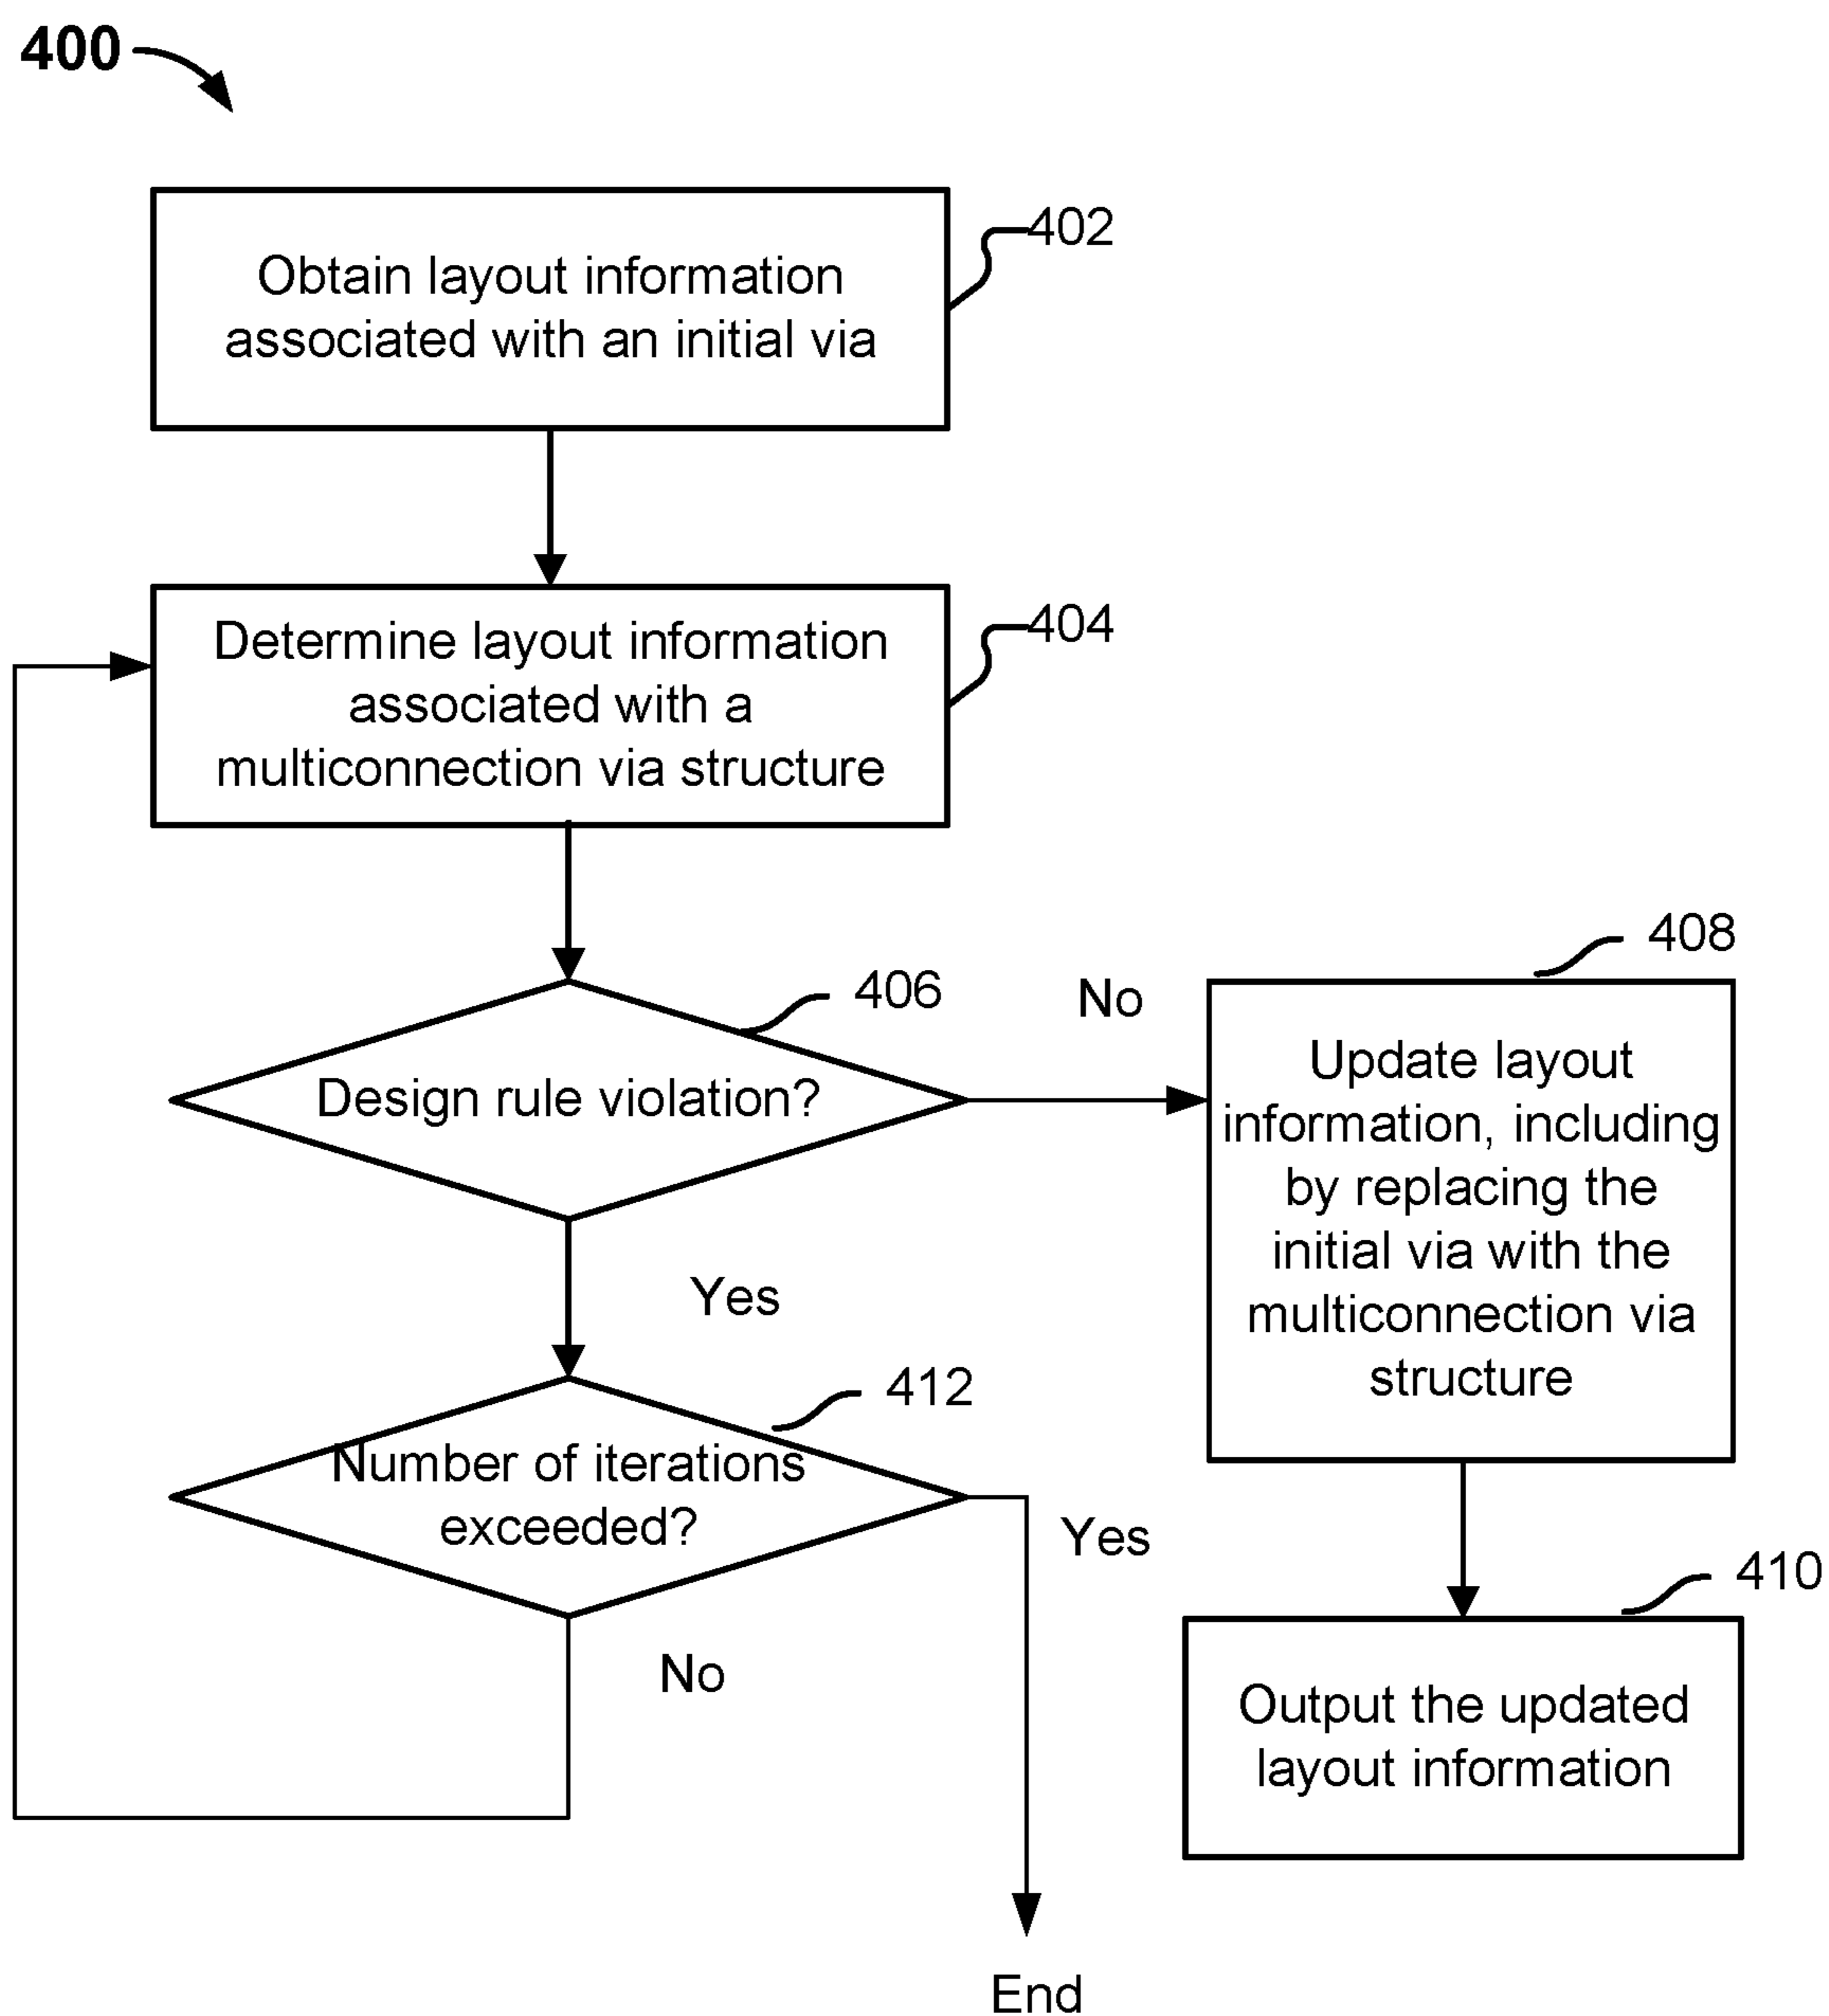 400
Obtain layout information
associated with an initial via
402
Determine layout information
associated with a
multiconnection via structure
404
Design rule violation?
406
No
Yes
408
Update layout
information, including
by replacing the
initial via with the
multiconnection via
structure
Number of iterations
exceeded?
412
Yes
No
410
Output the updated
layout information
End